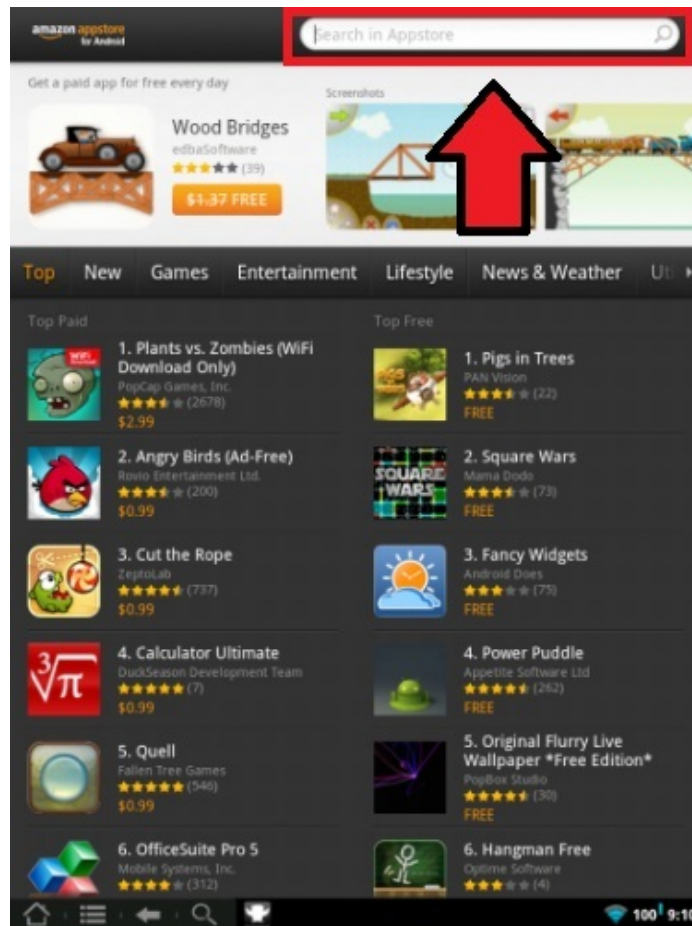 amazon appstore
for Android
Search in Appstore
Get a paid app for free every day
Wood Bridges
edbaSoftware
(39)
$1.37 FREE
Screenshots
Top New Games Entertainment Lifestyle News & Weather
Top Paid
WiFi
1. Plants vs. Zombies (WiFi
Download Only)
PopCap Games, Inc.
(2678)
$2.99
2. Angry Birds (Ad-Free)
Rovio Entertainment Ltd.
(200)
$0.99
3. Cut the Rope
ZeptoLab
(737)
$0.99
3√π
4. Calculator Ultimate
DuckSeason Development Team
(7)
$0.99
5. Quell
Fallen Tree Games
(546)
$0.99
6. OfficeSuite Pro 5
Mobile Systems, Inc.
(312)
Top Free
1. Pigs in Trees
PAN Vision
(22)
FREE
SQUARE
WARS
2. Square Wars
Mama Dodo
(73)
FREE
3. Fancy Widgets
Android Does
(75)
FREE
4. Power Puddle
Appetite Software Ltd
(262)
FREE
5. Original Flurry Live
Wallpaper *Free Edition*
PopBox Studio
(30)
FREE
6. Hangman Free
Optime Software
(4)
100 9:10